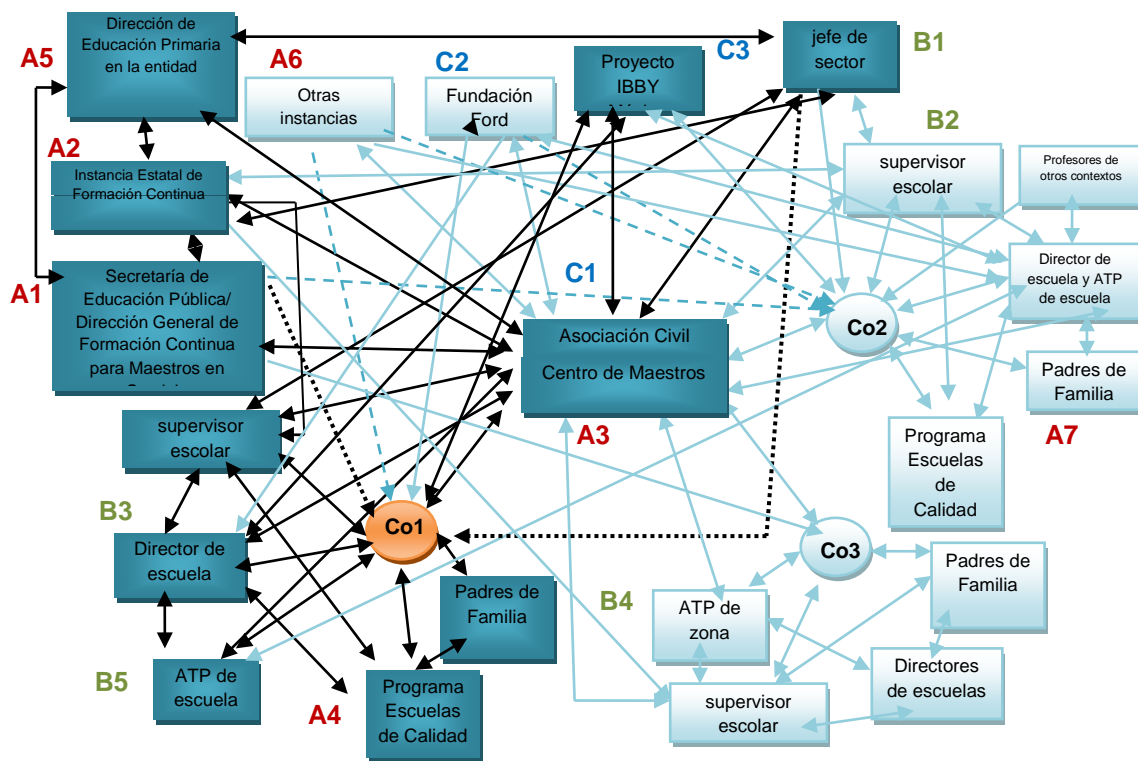 Dirección de
Educación Primaria
en la entidad
A5
A6
Otras
instancias
C2
Fundación
Ford
Proyecto
IBBY
C3
jefe de
sector
B1
A2
Instancia Estatal de
Formación Continua
B2
supervisor
escolar
Profesores de
otros contextos
A1
Secretaría de
Educación Pública/
Dirección General de
Formación Continua
para Maestros en
C1
Asociación Civil
Centro de Maestros
A3
Co2
Director de
escuela y ATP
de escuela
Padres de
Familia
A7
Programa
Escuelas
de
Calidad
supervisor
escolar
B3
Director de
escuela
Co1
B5
ATP de
escuela
A4
Padres de
Familia
Programa
Escuelas
de Calidad
Co3
B4
ATP de
zona
Padres de
Familia
Directores
de escuelas
supervisor
escolar